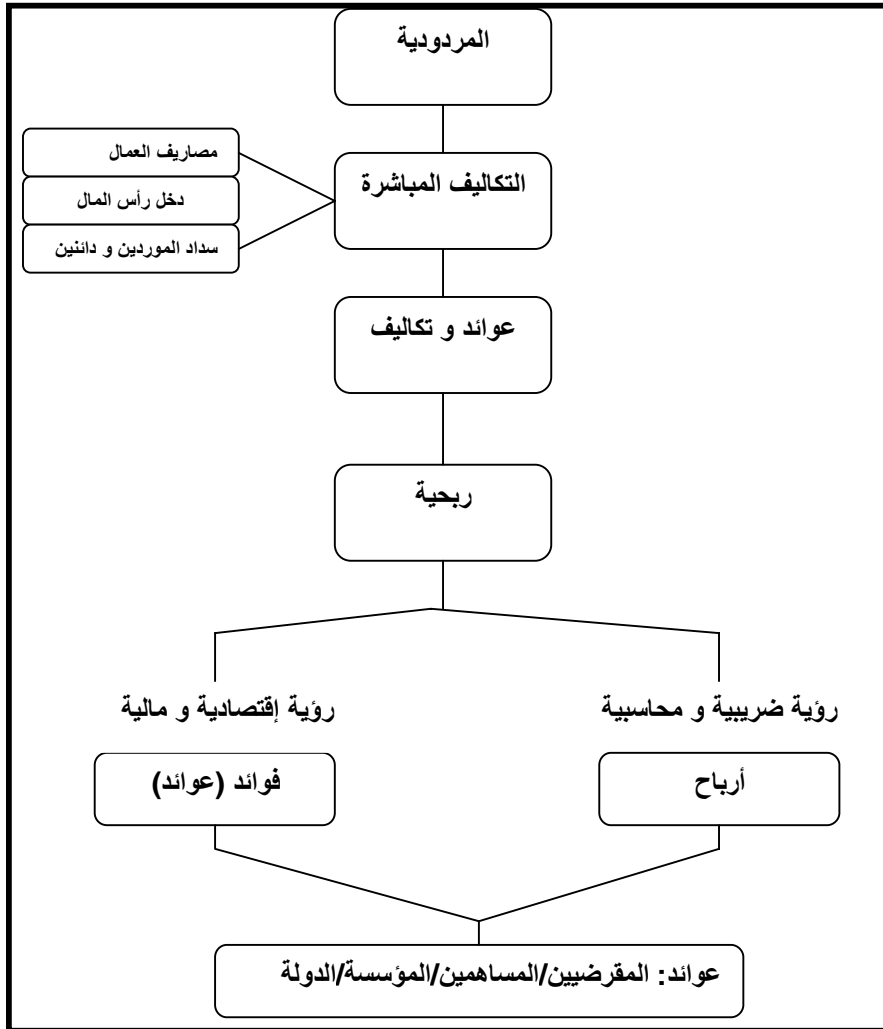 المردودية
مصاريف العمال
التكاليف المباشرة
دخل رأس المال
سداد الموردين و دائنين
عوائد و تكاليف
ربحية
رؤية ضريبية و محاسبية
رؤية إقتصادية و مالية
أرباح
فوائد (عوائد)
عوائد: المقرضيين/المساهمين/المؤسسة/الدولة